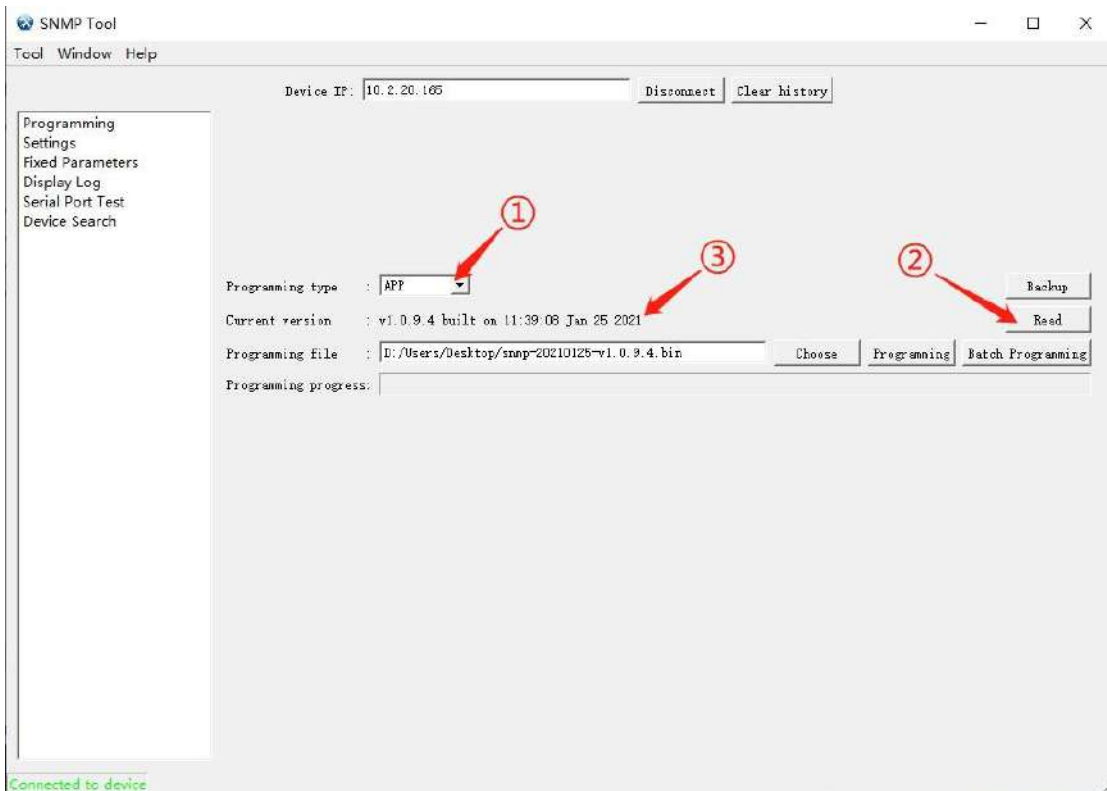 SNMP Tool
Tool Window Help
Device IP: 10.2.20.165 Disconnect Clear history
Programming
Settings
Fixed Parameters
Display Log
Serial Port Test
Device Search
①
③
②
Programming type : APP Backup
Current version : v1.0.9.4 built on 11:39:08 Jan 25 2021 Read
Programming file : D:/Users/Desktop/snmp-20210125-v1.0.9.4.bin Choose Programming Batch Programming
Programming progress:
Connected to device